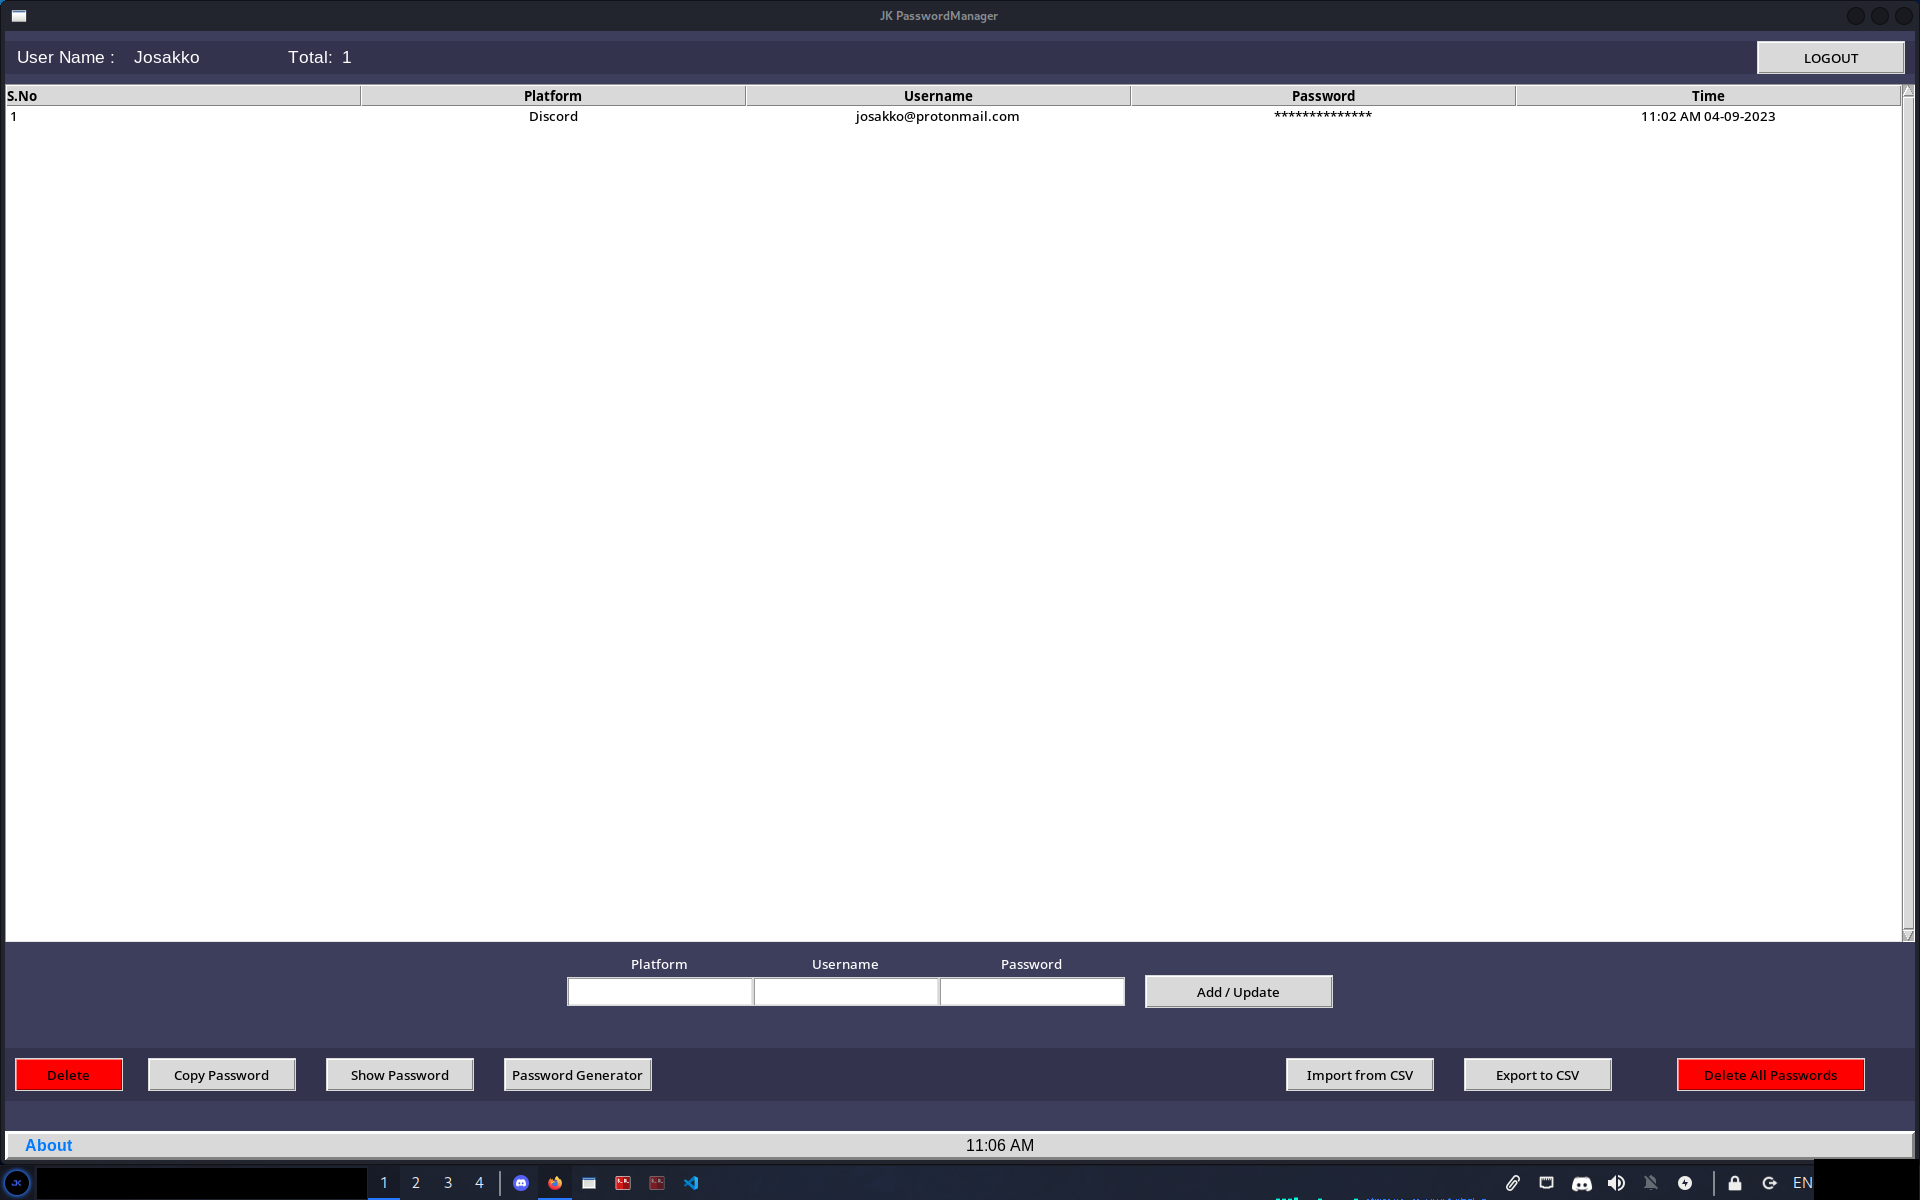 JK PasswordManager
User Name : Josakko Total: 1 LOGOUT
S.No Platform Username Password Time
1 Discord josakko@protonmail.com ************** 11:02 AM 04-09-2023
Platform Username Password
Add / Update
Delete Copy Password Show Password Password Generator Import from CSV Export to CSV Delete All Passwords
About 11:06 AM
JK 1 2 3 4 EN